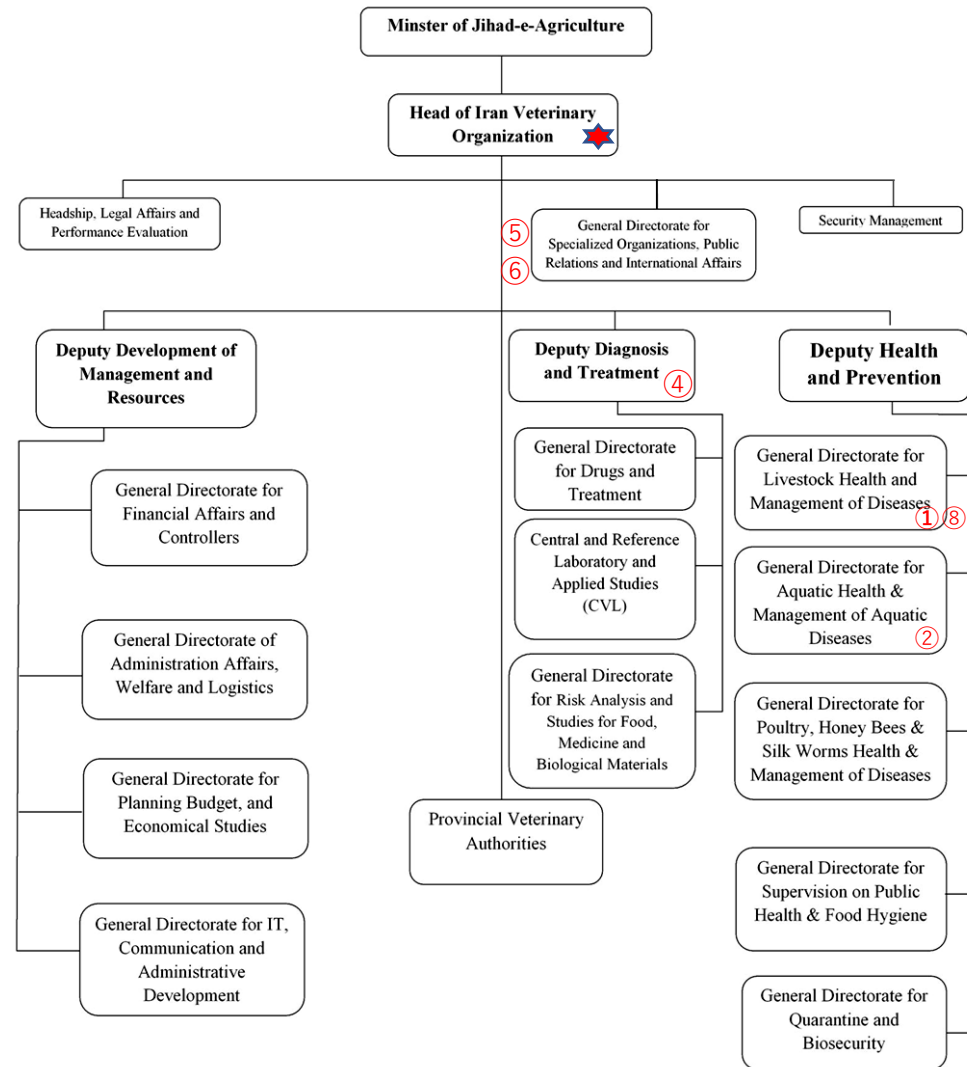 Minster of Jihad-e-Agriculture
Head of Iran Veterinary
Organization
Headship, Legal Affairs and
Performance Evaluation
⑤
⑥
General Directorate for
Specialized Organizations, Public
Relations and International Affairs
Security Management
Deputy Development of
Management and
Resources
General Directorate for
Financial Affairs and
Controllers
General Directorate of
Administration Affairs,
Welfare and Logistics
General Directorate for
Planning Budget, and
Economical Studies
General Directorate for IT,
Communication and
Administrative
Development
Provincial Veterinary
Authorities
Deputy Diagnosis
and Treatment
④
General Directorate
for Drugs and
Treatment
Central and Reference
Laboratory and
Applied Studies
(CVL)
General Directorate
for Risk Analysis and
Studies for Food,
Medicine and
Biological Materials
Deputy Health
and Prevention
General Directorate for
Livestock Health and
Management of Diseases
① ⑧
General Directorate for
Aquatic Health &
Management of Aquatic
Diseases
②
General Directorate for
Poultry, Honey Bees &
Silk Worms Health &
Management of Diseases
General Directorate for
Supervision on Public
Health & Food Hygiene
General Directorate for
Quarantine and
Biosecurity